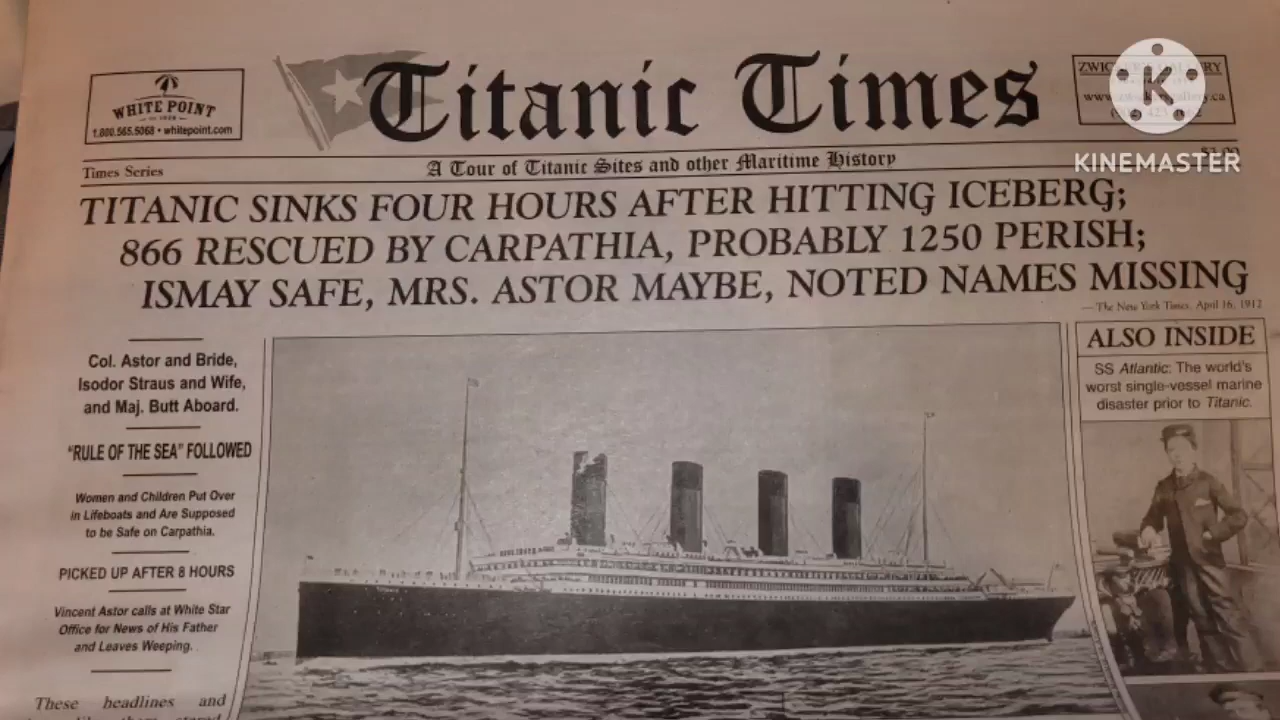 WHITE POINT
EST 1928
1.800.565.5068 • whitepoint.com
Titanic Times
KINEMASTER
Times Series
A Tour of Titanic Sites and other Maritime History
TITANIC SINKS FOUR HOURS AFTER HITTING ICEBERG;
866 RESCUED BY CARPATHIA, PROBABLY 1250 PERISH;
ISMAY SAFE, MRS. ASTOR MAYBE, NOTED NAMES MISSING
— The New York Times, April 16, 1912
Col. Astor and Bride,
Isodor Straus and Wife,
and Maj. Butt Aboard.
"RULE OF THE SEA" FOLLOWED
Women and Children Put Over
in Lifeboats and Are Supposed
to be Safe on Carpathia.
PICKED UP AFTER 8 HOURS
Vincent Astor calls at White Star
Office for News of His Father
and Leaves Weeping.
These headlines and
ALSO INSIDE
SS Atlantic: The world's
worst single-vessel marine
disaster prior to Titanic.